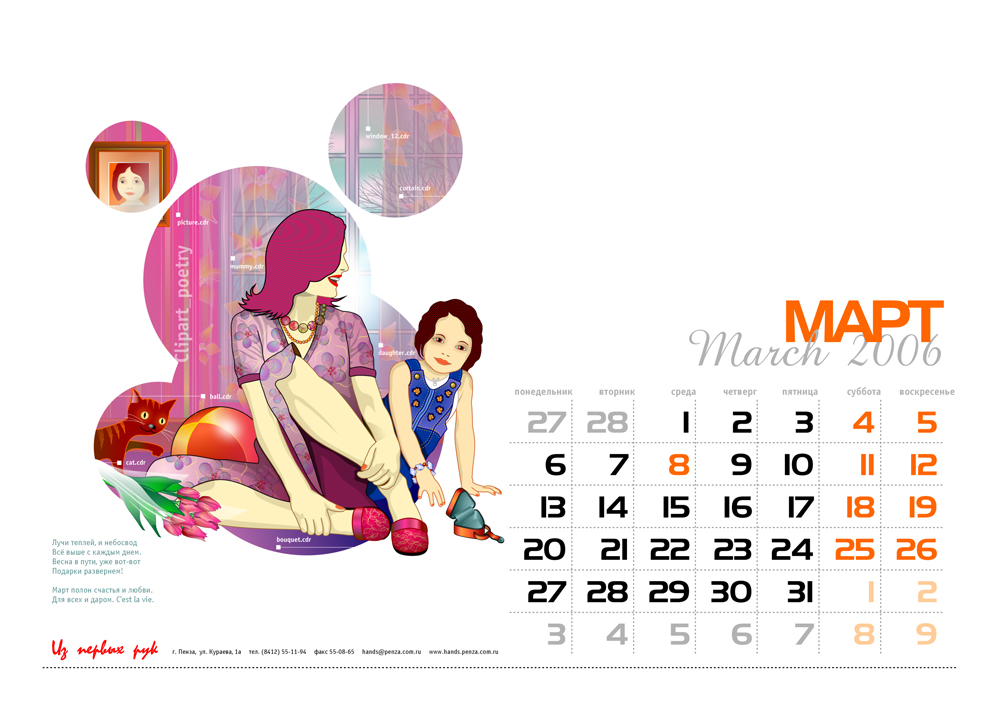 window_12.cdr
curtain.cdr
picture.cdr
Clipart_poetry
mummy.cdr
daughter.cdr
ball.cdr
cat.cdr
bouquet.cdr
МАРТ
March 2006
понедельник вторник среда четверг пятница суббота воскресенье
27 28 1 2 3 4 5
6 7 8 9 10 11 12
13 14 15 16 17 18 19
20 21 22 23 24 25 26
27 28 29 30 31 1 2
3 4 5 6 7 8 9
Лучи теплей, и небосвод
Всё выше с каждым днем.
Весна в пути, уже вот-вот
Подарки развернем!
Март полон счастья и любви.
Для всех и даром. C'est la vie.
Из первых рук г. Пенза, ул. Кураева, 1а тел. (8412) 55-11-94 факс 55-08-65 hands@penza.com.ru www.hands.penza.com.ru